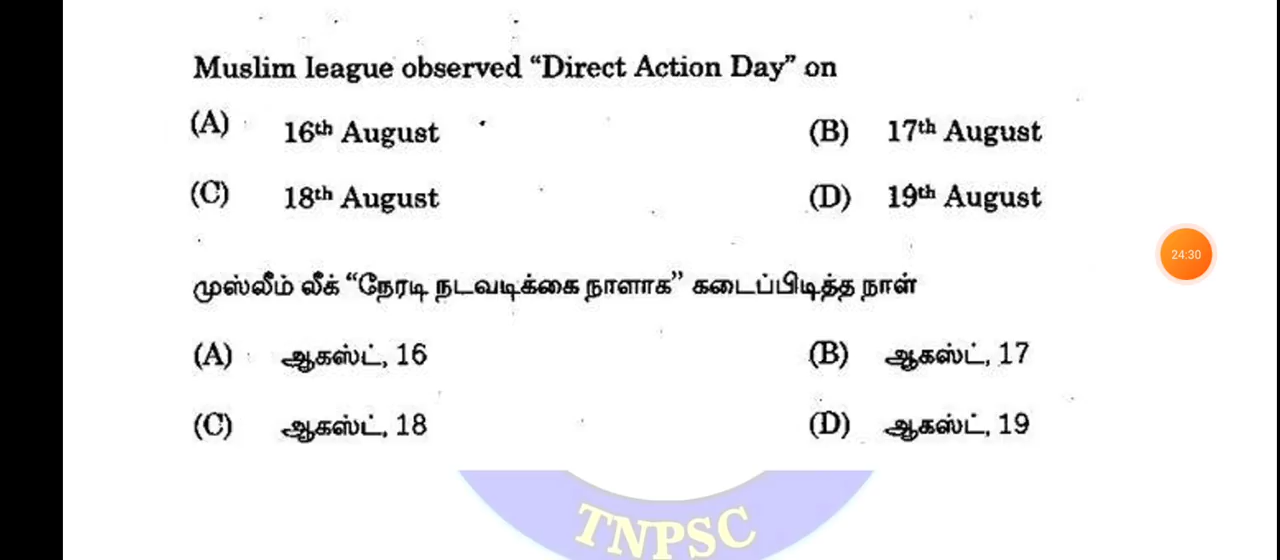 Muslim league observed “Direct Action Day” on
(A) 16th August (B) 17th August
(C) 18th August (D) 19th August
முஸ்லீம் லீக் “நேரடி நடவடிக்கை நாளாக” கடைப்பிடித்த நாள்
(A) ஆகஸ்ட், 16 (B) ஆகஸ்ட், 17
(C) ஆகஸ்ட், 18 (D) ஆகஸ்ட், 19
24:30
TNPSC